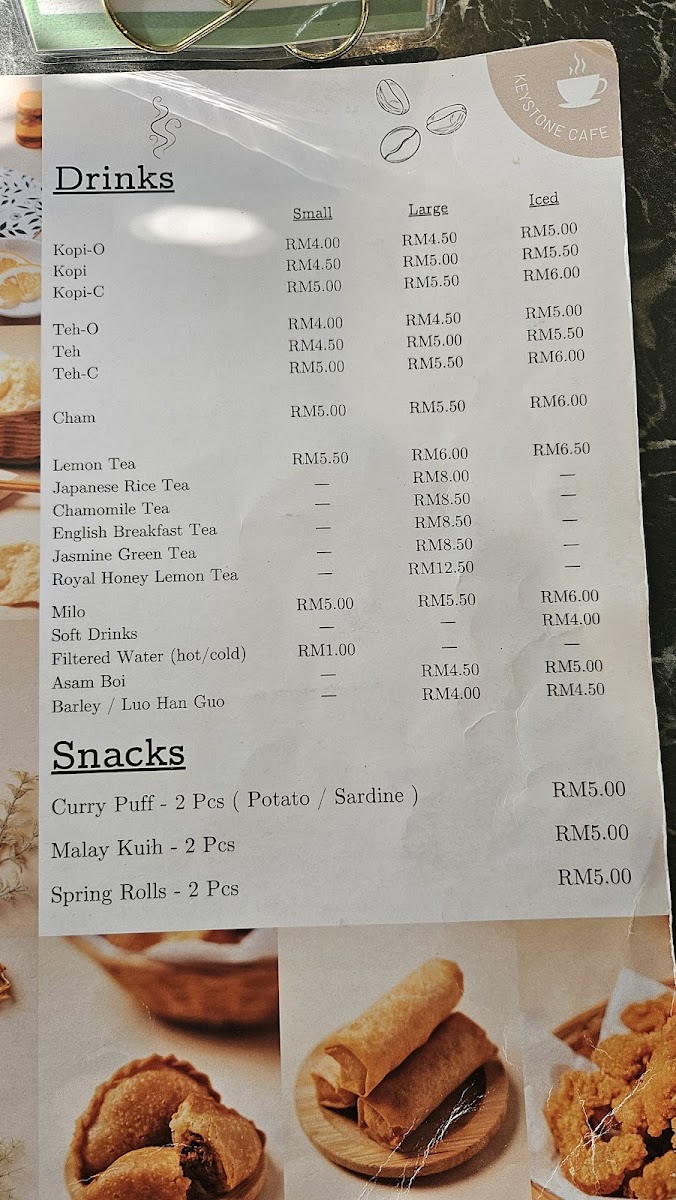 KEYSTONE CAFE
Drinks
Small Large Iced
Kopi-O RM4.00 RM4.50 RM5.00
Kopi RM4.50 RM5.00 RM5.50
Kopi-C RM5.00 RM5.50 RM6.00
Teh-O RM4.00 RM4.50 RM5.00
Teh RM4.50 RM5.00 RM5.50
Teh-C RM5.00 RM5.50 RM6.00
Cham RM5.00 RM5.50 RM6.00
Lemon Tea RM5.50 RM6.00 RM6.50
Japanese Rice Tea — RM8.00 —
Chamomile Tea — RM8.50 —
English Breakfast Tea — RM8.50 —
Jasmine Green Tea — RM8.50 —
Royal Honey Lemon Tea — RM12.50 —
Milo RM5.00 RM5.50 RM6.00
Soft Drinks — — RM4.00
Filtered Water (hot/cold) RM1.00 — —
Asam Boi — RM4.50 RM5.00
Barley / Luo Han Guo — RM4.00 RM4.50
Snacks
Curry Puff - 2 Pcs ( Potato / Sardine ) RM5.00
Malay Kuih - 2 Pcs RM5.00
Spring Rolls - 2 Pcs RM5.00